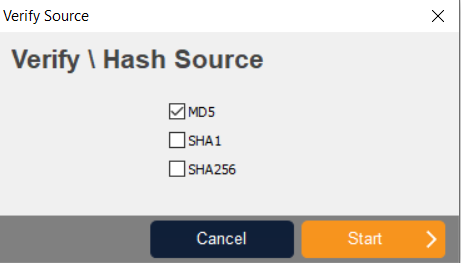 Verify Source
Verify \ Hash Source
MD5
SHA1
SHA256
Cancel
Start